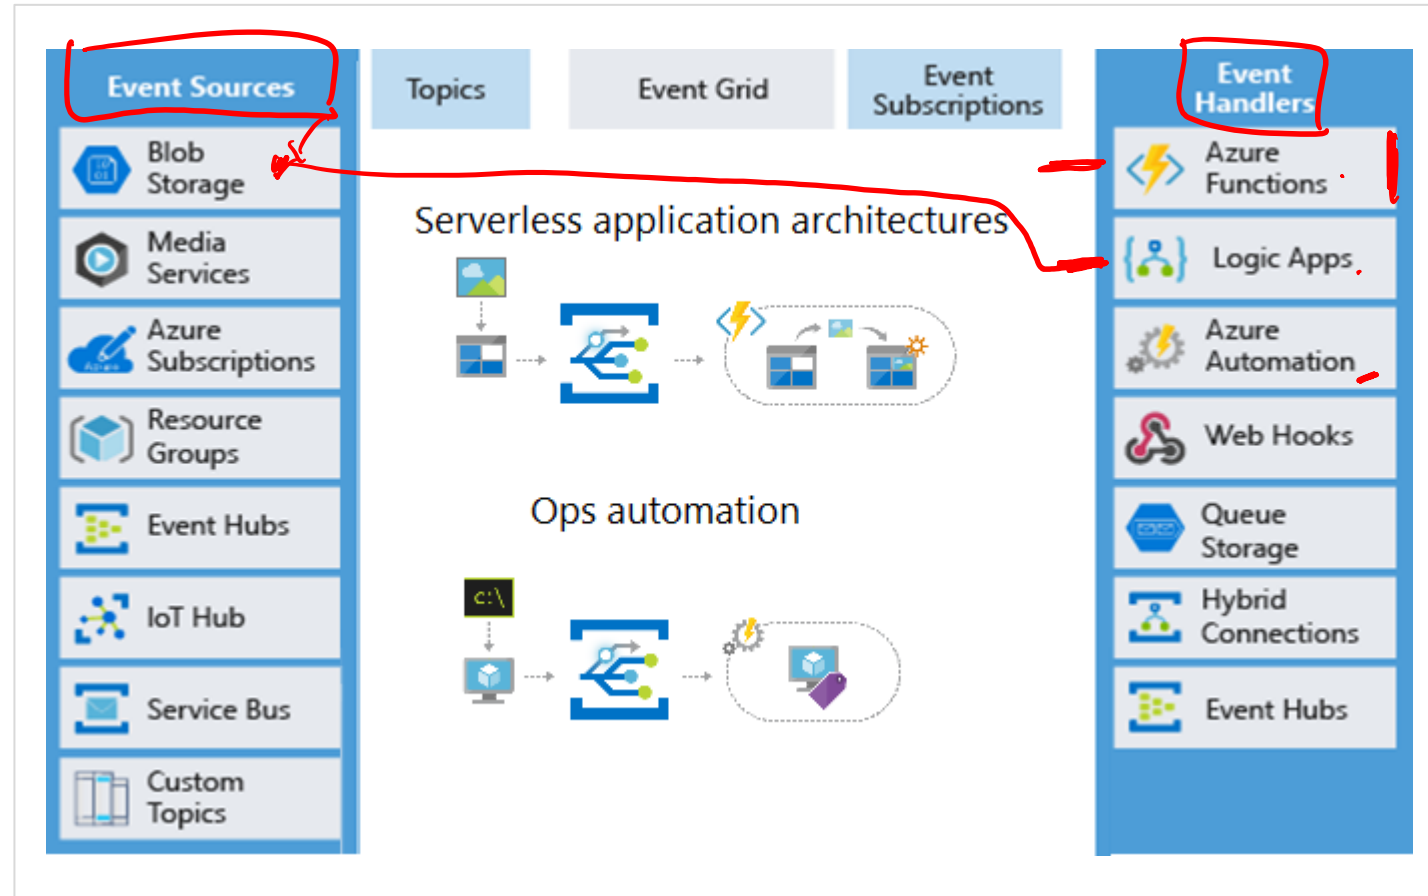 Event Sources
Topics
Event Grid
Event
Subscriptions
Event
Handlers
Blob
Storage
Media
Services
Azure
Subscriptions
Resource
Groups
Event Hubs
IoT Hub
Service Bus
Custom
Topics
Serverless application architectures
Ops automation
C:\
Azure
Functions
Logic Apps
Azure
Automation
Web Hooks
Queue
Storage
Hybrid
Connections
Event Hubs